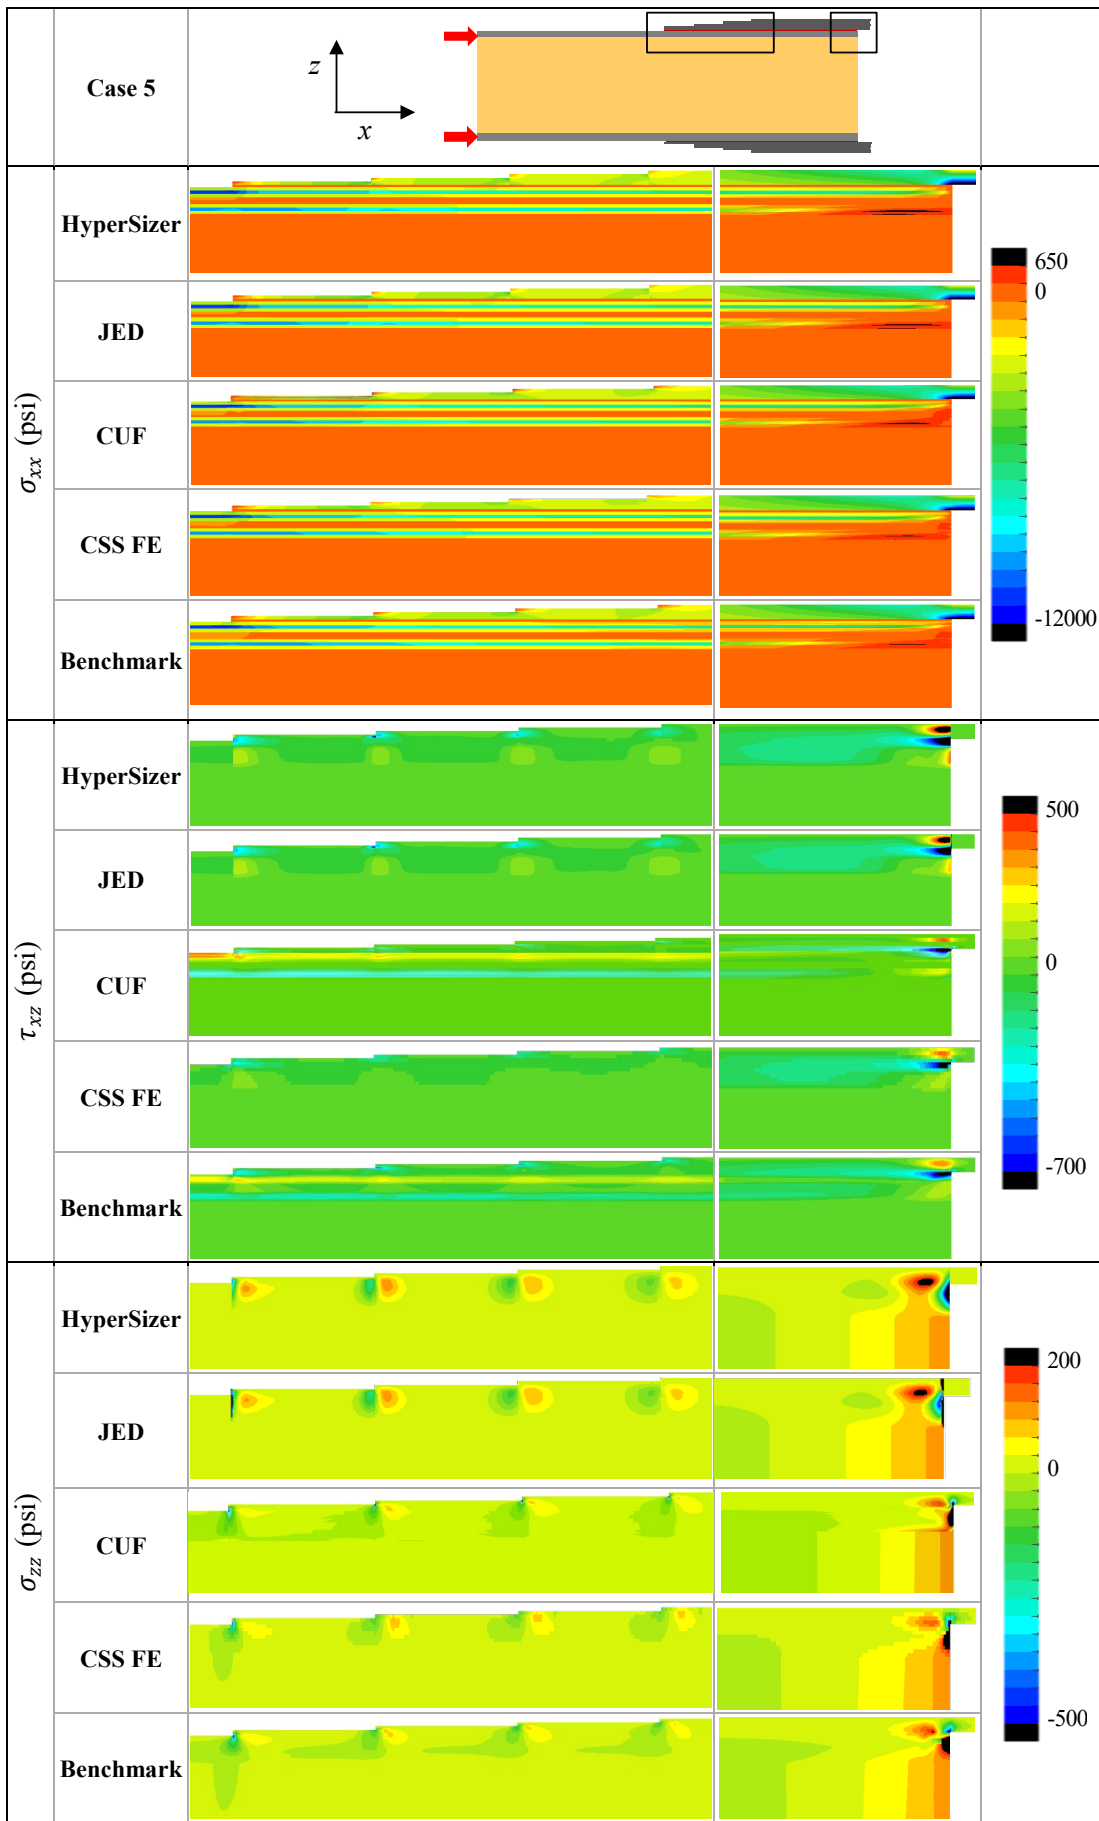 Case 5
z
x
σxx (psi)
HyperSizer
JED
CUF
CSS FE
Benchmark
650
0
-12000
τxz (psi)
HyperSizer
JED
CUF
CSS FE
Benchmark
500
0
-700
σzz (psi)
HyperSizer
JED
CUF
CSS FE
Benchmark
200
0
-500